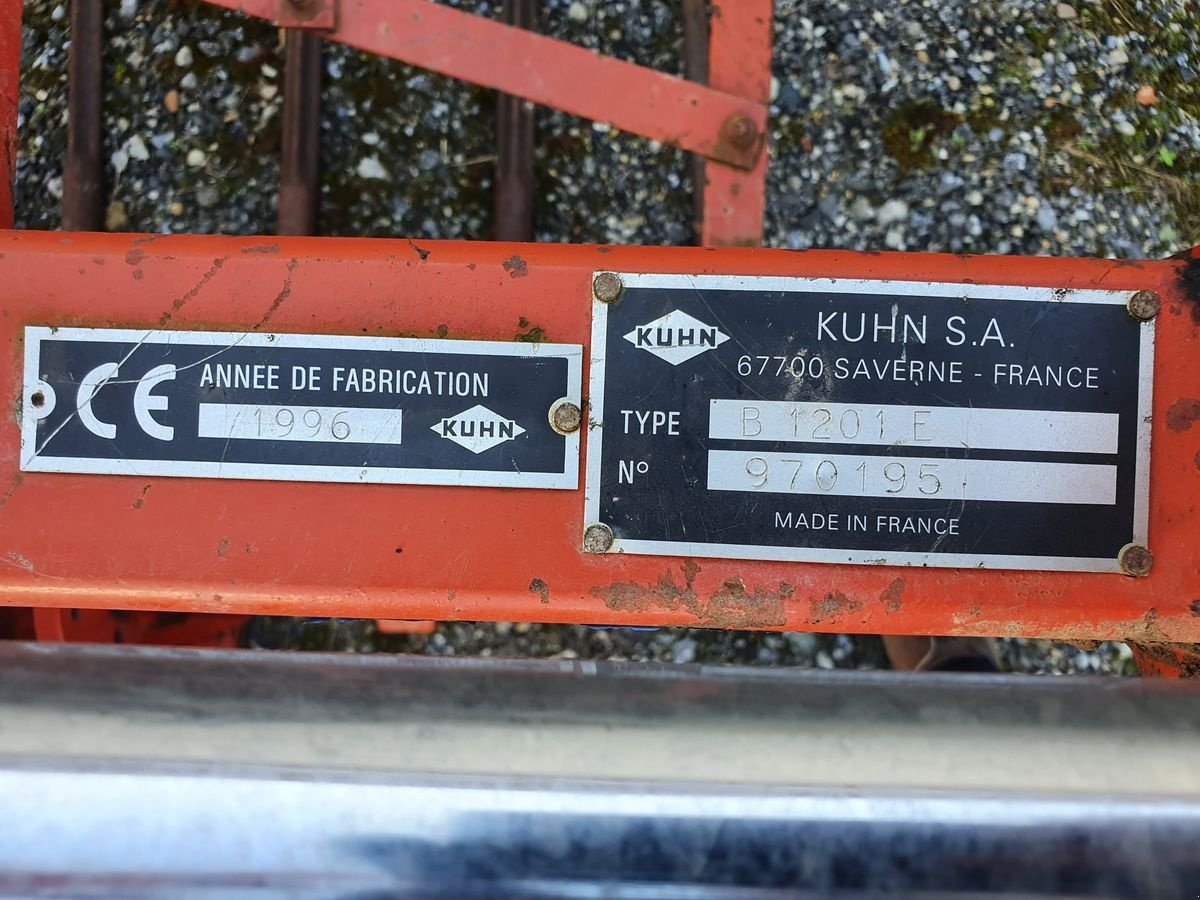 CE ANNEE DE FABRICATION
1996 KUHN
KUHN KUHN S.A.
67700 SAVERNE - FRANCE
TYPE B 1201 E
N° 970195
MADE IN FRANCE